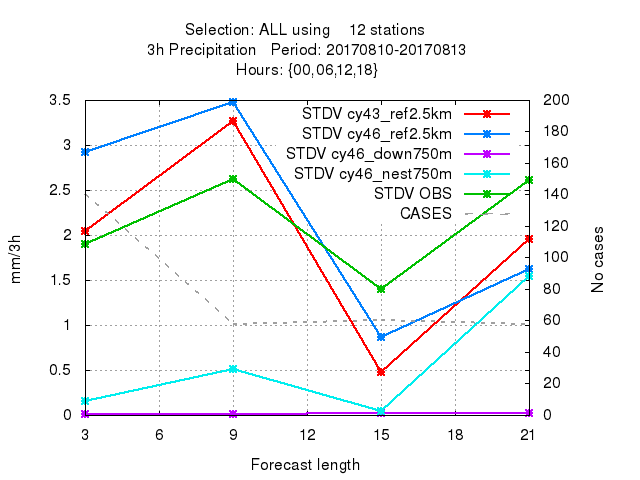 Selection: ALL using 12 stations
3h Precipitation Period: 20170810-20170813
Hours: {00,06,12,18}
3.5
3
2.5
2
1.5
1
0.5
0
mm/3h
STDV cy43_ref2.5km
STDV cy46_ref2.5km
STDV cy46_down750m
STDV cy46_nest750m
STDV OBS
CASES
200
180
160
140
120
100
80
60
40
20
0
No cases
3 6 9 12 15 18 21
Forecast length